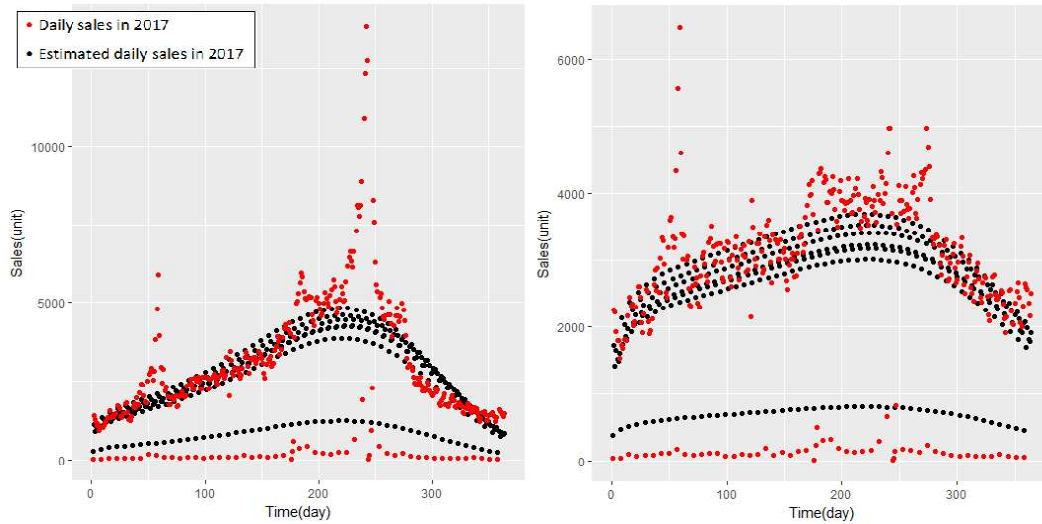 Daily sales in 2017
Estimated daily sales in 2017
Sales(unit)
10000
5000
0
0
100
200
300
Time(day)
Sales(unit)
6000
4000
2000
0
0
100
200
300
Time(day)